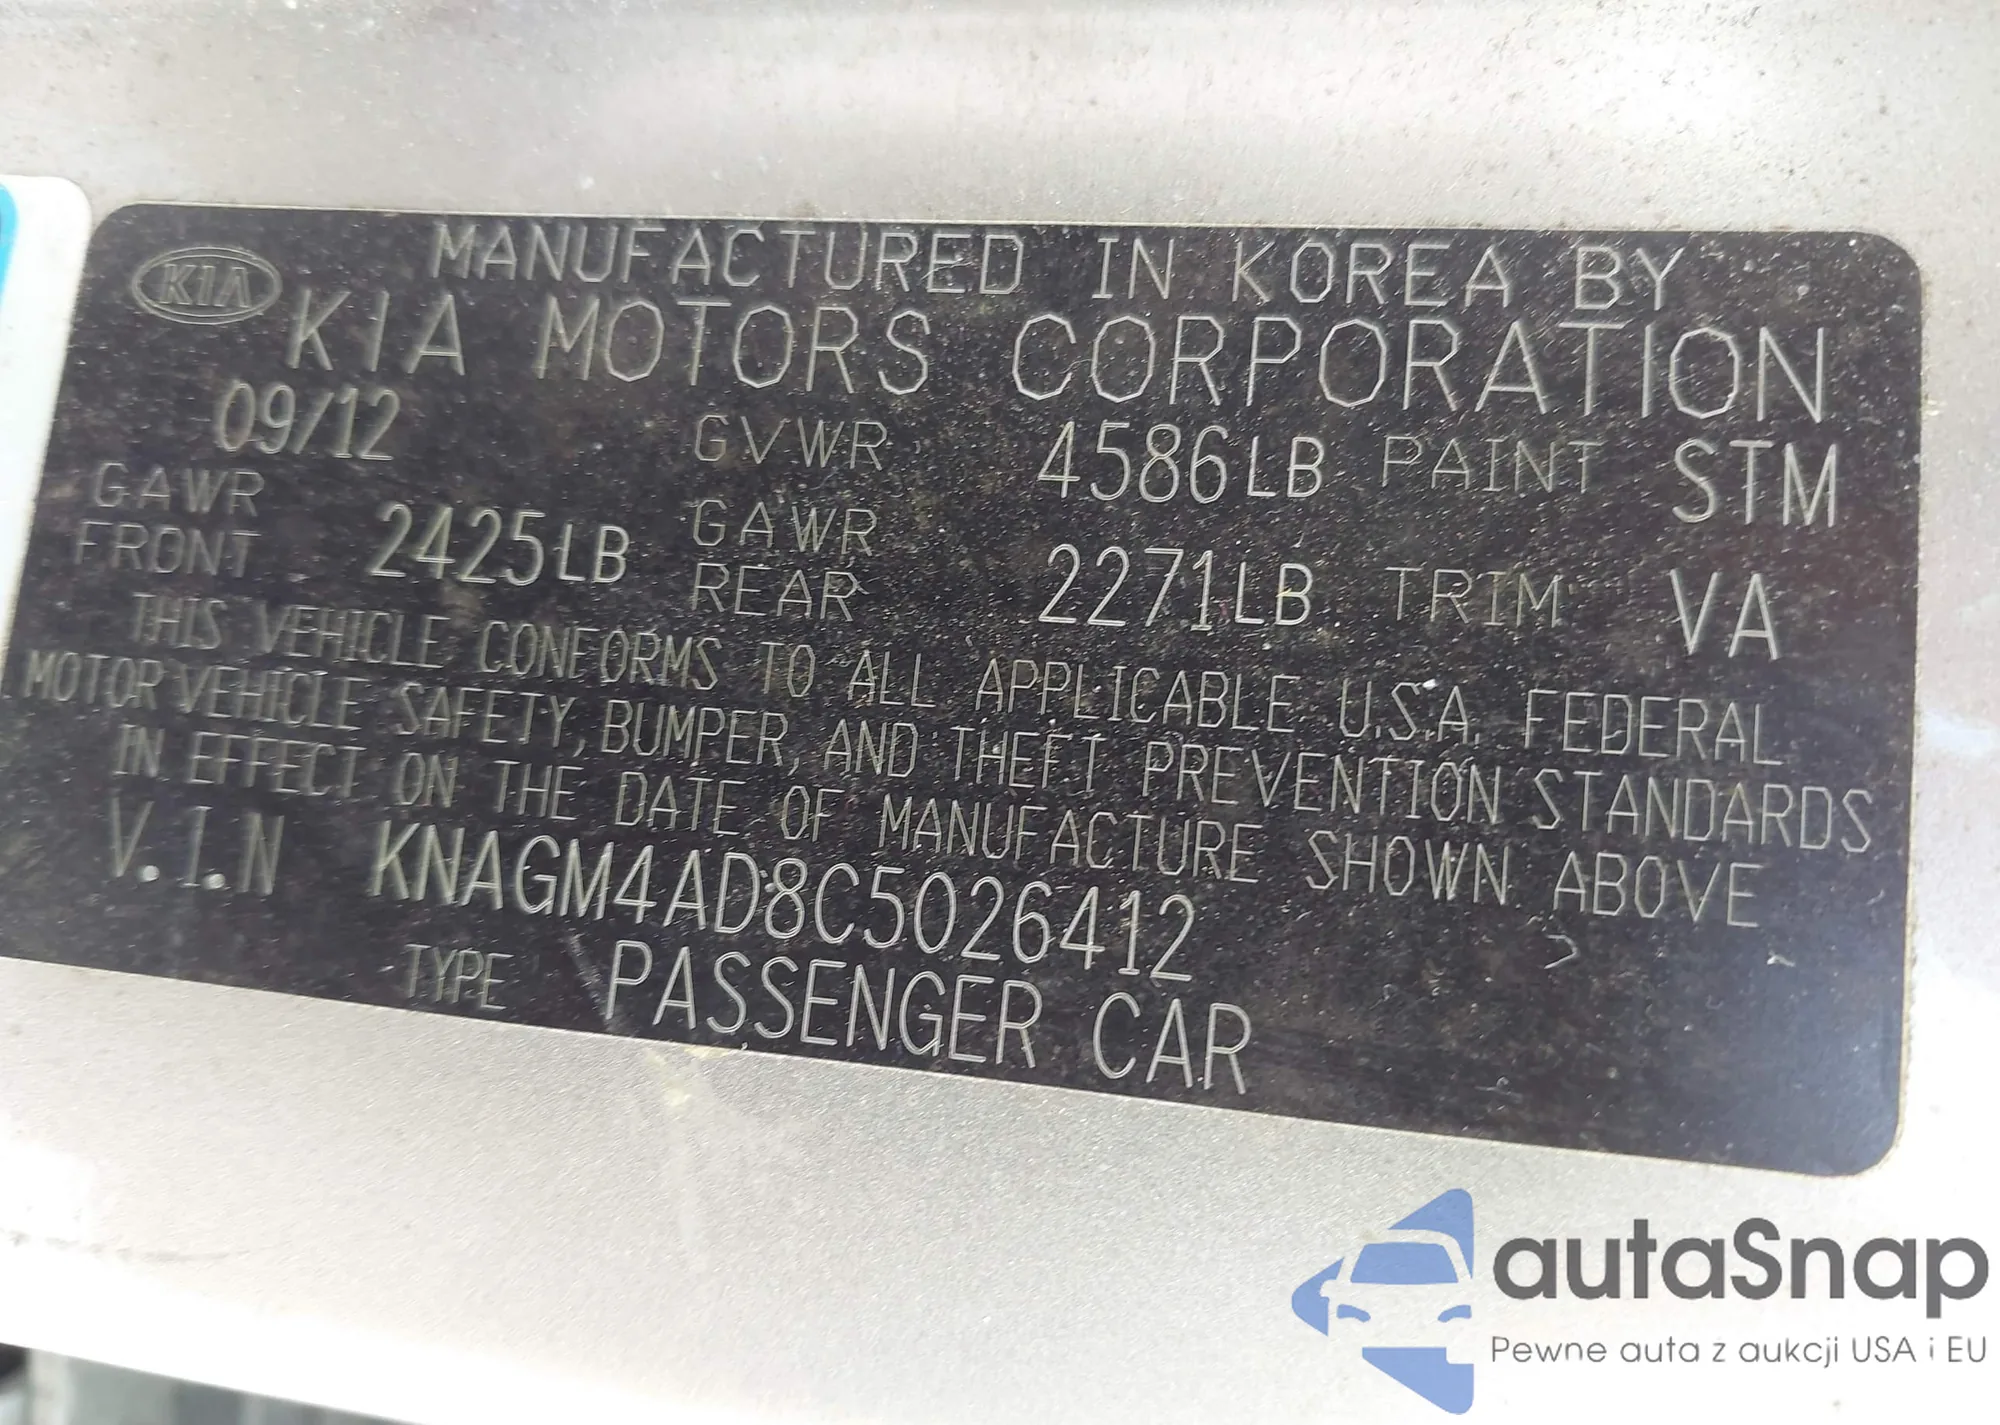 MANUFACTURED IN KOREA BY
KIA
KIA MOTORS CORPORATION
09/12 GVWR 4586LB PAINT STM
GAWR FRONT 2425LB GAWR REAR 2271LB TRIM VA
THIS VEHICLE CONFORMS TO ALL APPLICABLE U.S.A. FEDERAL
MOTOR VEHICLE SAFETY, BUMPER, AND THEFT PREVENTION STANDARDS
IN EFFECT ON THE DATE OF MANUFACTURE SHOWN ABOVE
V.I.N KNAGM4AD8C5026412
TYPE PASSENGER CAR
autaSnap
Pewne auta z aukcji USA i EU